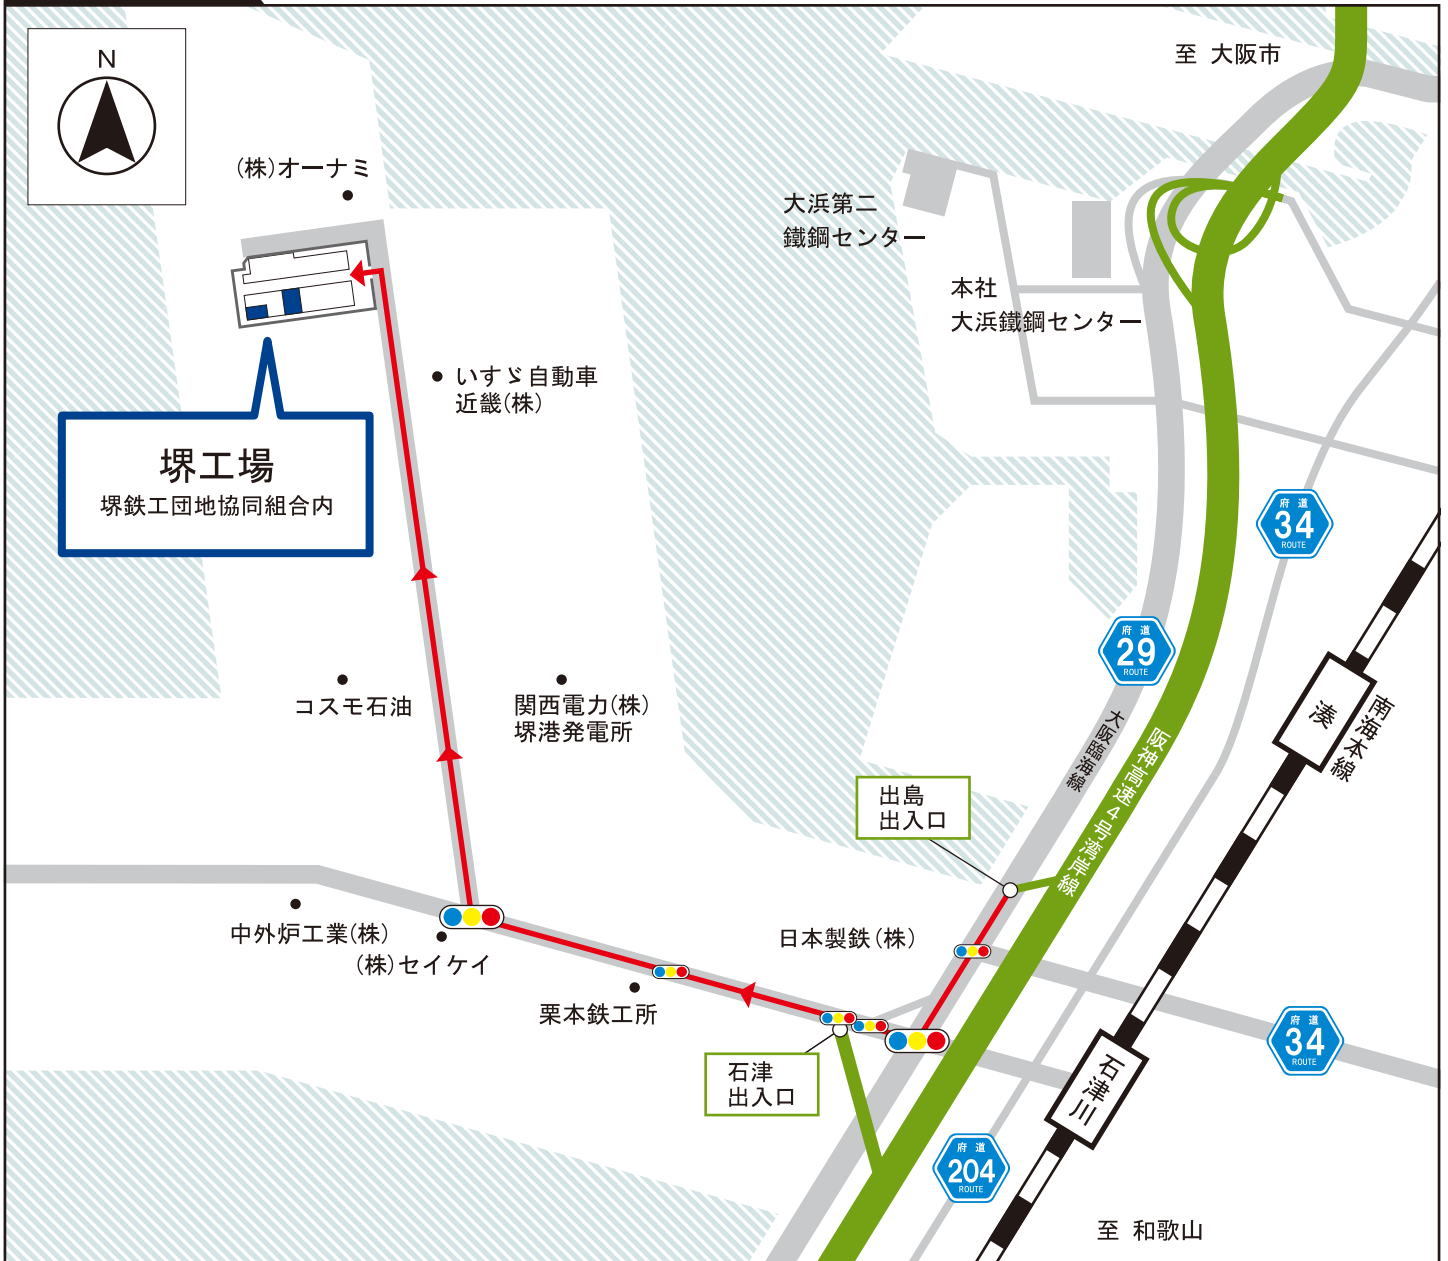 N
至 大阪市
(株)オーナミ
大浜第二
鐵鋼センター
本社
大浜鐵鋼センター
いすゞ自動車
近畿(株)
堺工場
堺鉄工団地協同組合内
府道
34
ROUTE
府道
29
ROUTE
コスモ石油
関西電力(株)
堺港発電所
大阪臨海線
阪神高速4号湾岸線
湊
南海本線
出島
出入口
中外炉工業(株)
(株)セイケイ
日本製鉄(株)
栗本鉄工所
石津
出入口
府道
34
ROUTE
石津川
府道
204
ROUTE
至 和歌山